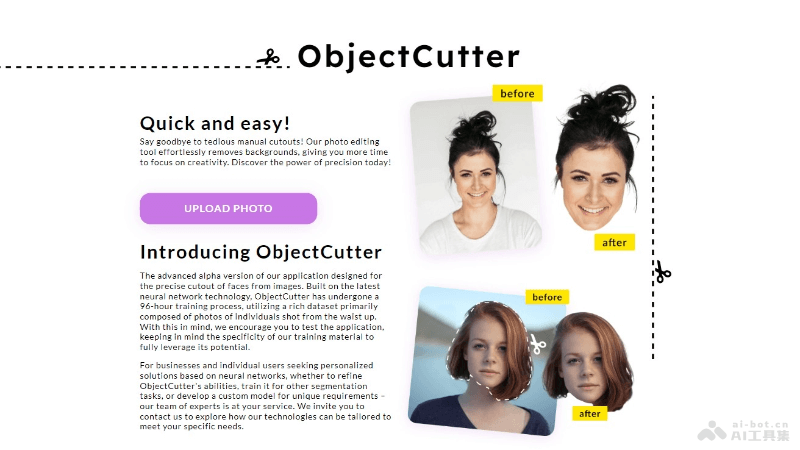 ObjectCutter
before
Quick and easy!
Say goodbye to tedious manual cutouts! Our photo editing
tool effortlessly removes backgrounds, giving you more time
to focus on creativity. Discover the power of precision today!
UPLOAD PHOTO
after
Introducing ObjectCutter
The advanced alpha version of our application designed for
the precise cutout of faces from images. Built on the latest
neural network technology, ObjectCutter has undergone a
96-hour training process, utilizing a rich dataset primarily
composed of photos of individuals shot from the waist up.
With this in mind, we encourage you to test the application,
keeping in mind the specificity of our training material to
fully leverage its potential.
before
For businesses and individual users seeking personalized
solutions based on neural networks, whether to refine
ObjectCutter's abilities, train it for other segmentation
tasks, or develop a custom model for unique requirements –
our team of experts is at your service. We invite you to
contact us to explore how our technologies can be tailored to
meet your specific needs.
after
ai-bot.cn
AI工具集